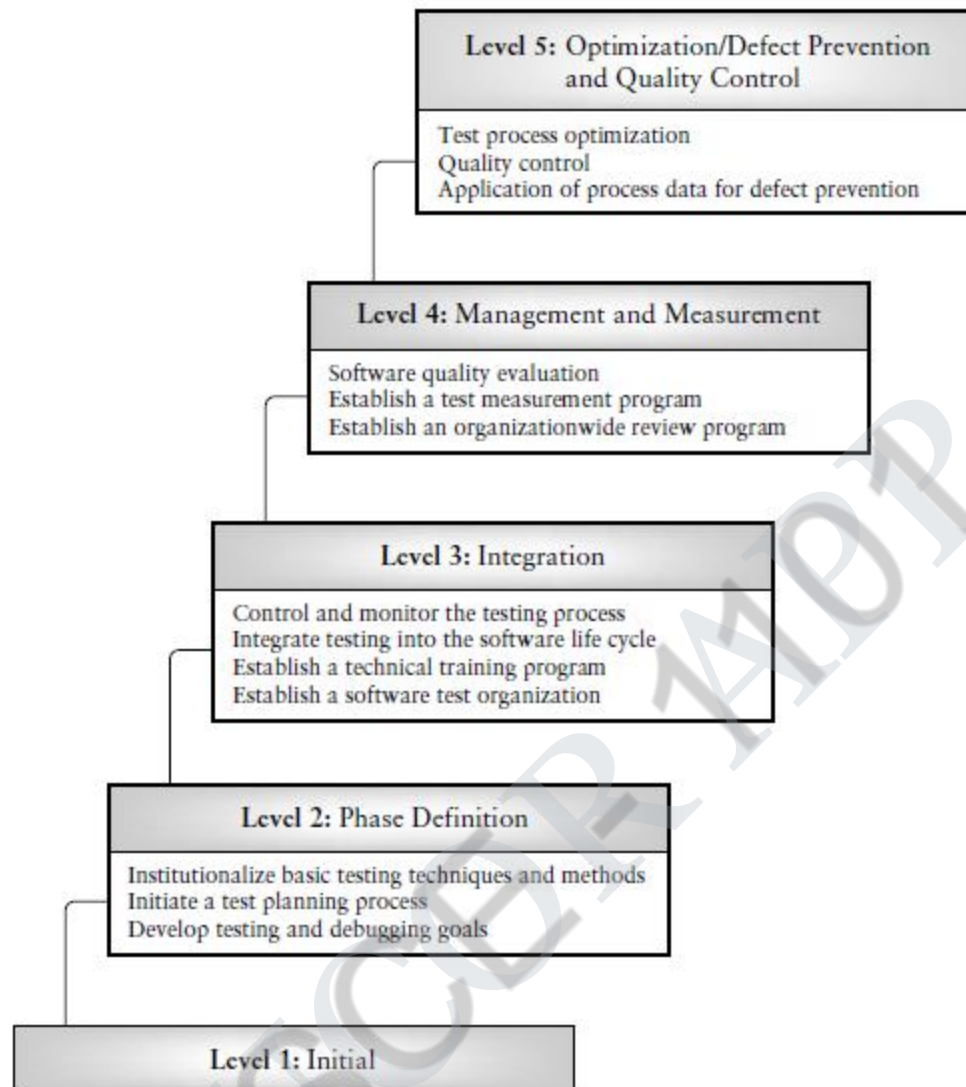 Level 5: Optimization/Defect Prevention
and Quality Control
Test process optimization
Quality control
Application of process data for defect prevention
Level 4: Management and Measurement
Software quality evaluation
Establish a test measurement program
Establish an organizationwide review program
Level 3: Integration
Control and monitor the testing process
Integrate testing into the software life cycle
Establish a technical training program
Establish a software test organization
Level 2: Phase Definition
Institutionalize basic testing techniques and methods
Initiate a test planning process
Develop testing and debugging goals
Level 1: Initial